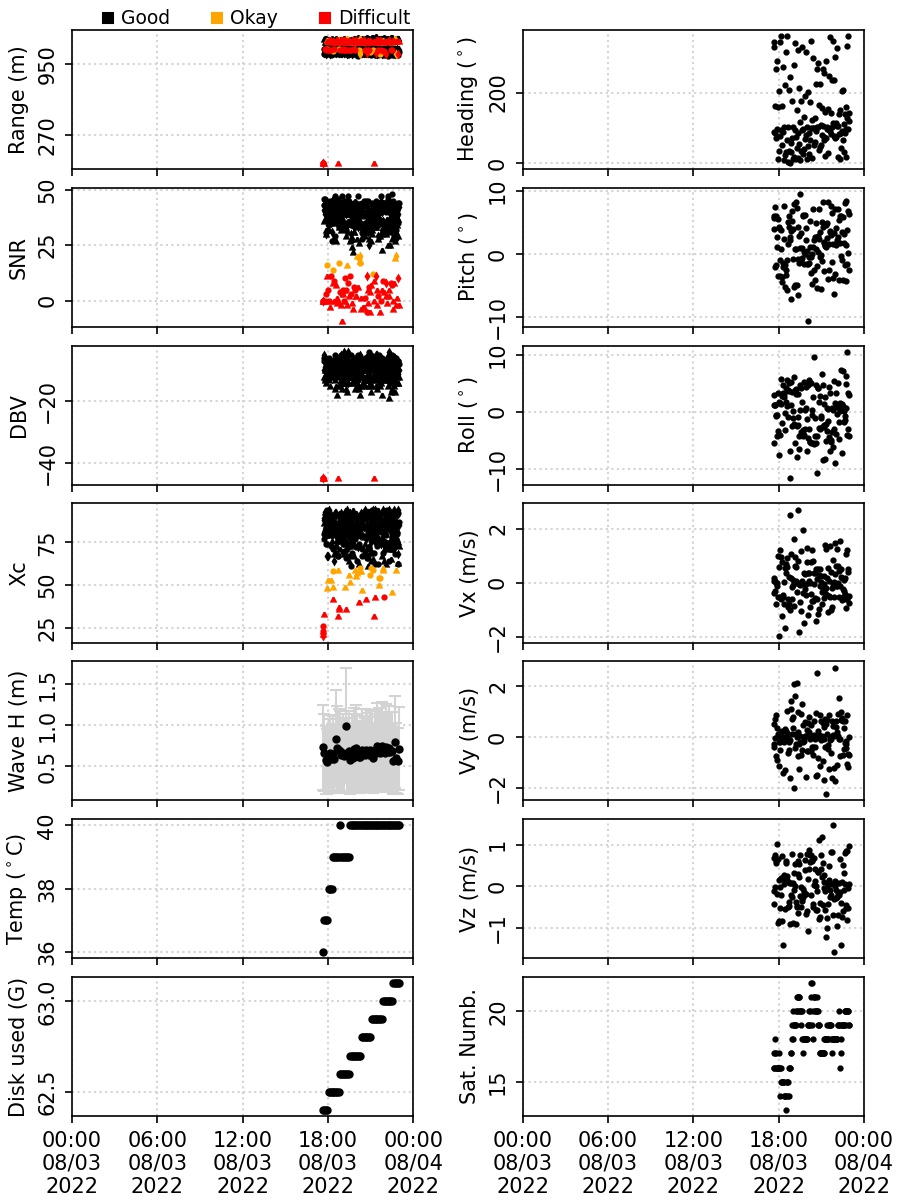 Good Okay Difficult
Range (m)
950
270
Heading (°)
200
0
SNR
50
25
0
Pitch (°)
10
0
−10
DBV
−20
−40
Roll (°)
10
0
−10
Xc
75
50
25
Vx (m/s)
2
0
−2
Wave H (m)
1.5
1.0
0.5
Vy (m/s)
2
0
−2
Temp (°C)
40
38
36
Vz (m/s)
1
0
−1
Disk used (G)
63.0
62.5
Sat. Numb.
20
15
00:00 06:00 12:00 18:00 00:00
08/03 08/03 08/03 08/03 08/04
2022 2022 2022 2022 2022
00:00 06:00 12:00 18:00 00:00
08/03 08/03 08/03 08/03 08/04
2022 2022 2022 2022 2022